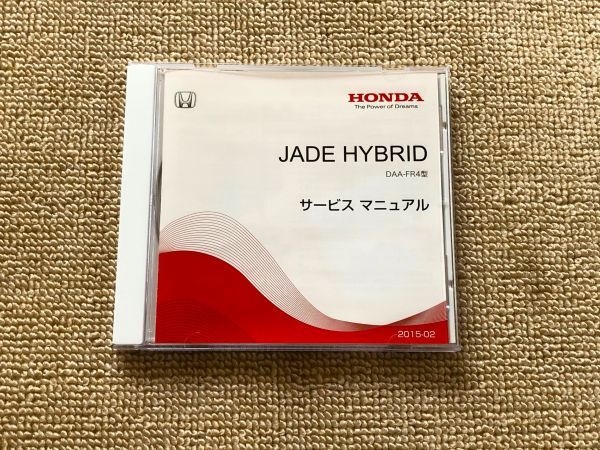 HONDA
The Power of Dreams
JADE HYBRID
DAA-FR4型
サービス マニュアル
2015-02